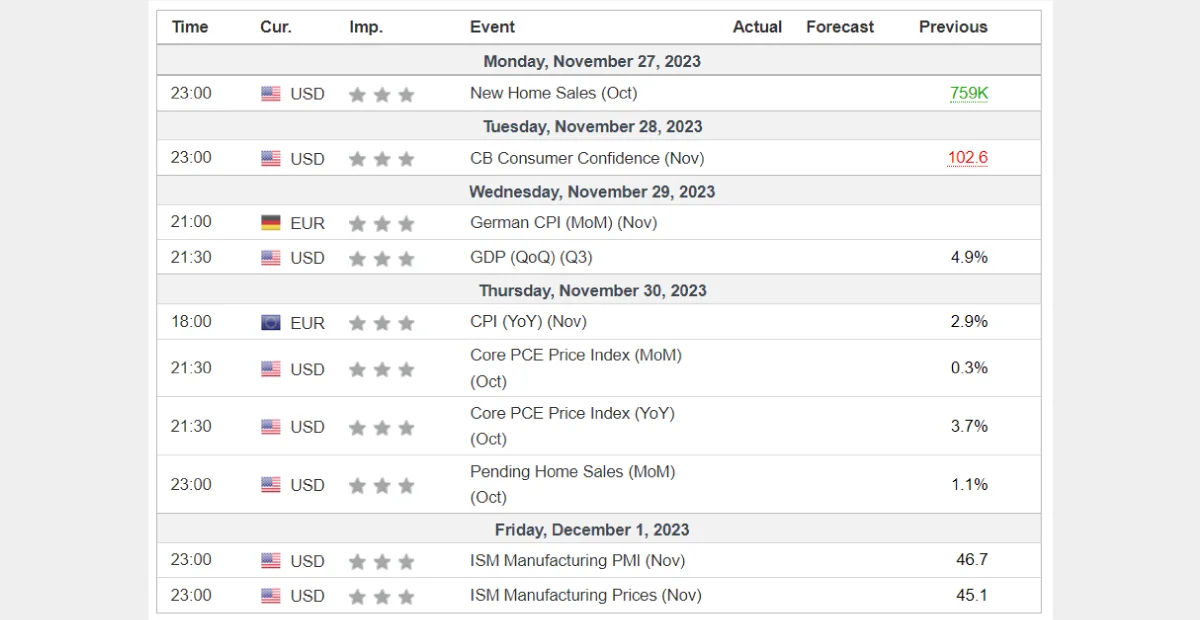 Time Cur. Imp. Event Actual Forecast Previous
Monday, November 27, 2023
23:00 USD New Home Sales (Oct) 759K
Tuesday, November 28, 2023
23:00 USD CB Consumer Confidence (Nov) 102.6
Wednesday, November 29, 2023
21:00 EUR German CPI (MoM) (Nov)
21:30 USD GDP (QoQ) (Q3) 4.9%
Thursday, November 30, 2023
18:00 EUR CPI (YoY) (Nov) 2.9%
21:30 USD Core PCE Price Index (MoM) 0.3%
(Oct)
21:30 USD Core PCE Price Index (YoY) 3.7%
(Oct)
23:00 USD Pending Home Sales (MoM) 1.1%
(Oct)
Friday, December 1, 2023
23:00 USD ISM Manufacturing PMI (Nov) 46.7
23:00 USD ISM Manufacturing Prices (Nov) 45.1